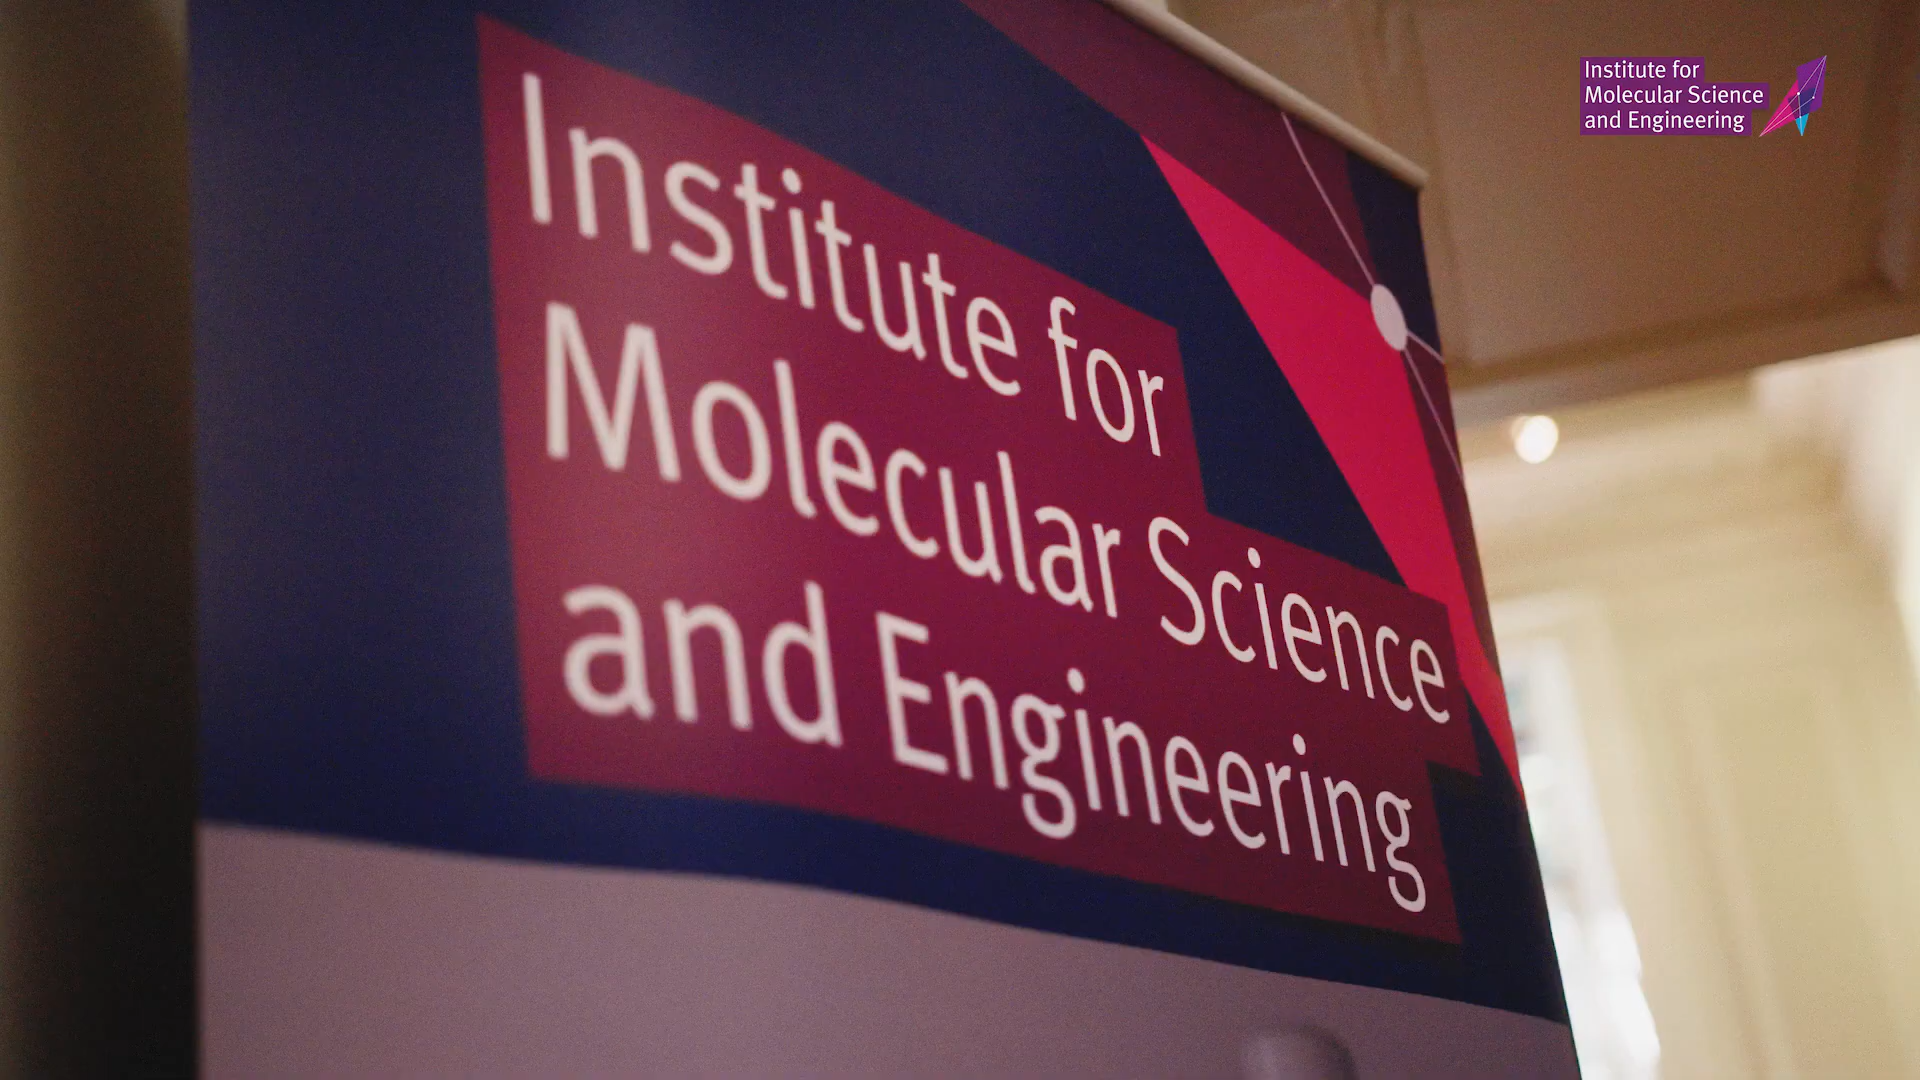 Institute for
Molecular Science
and Engineering
Institute for
Molecular Science
and Engineering